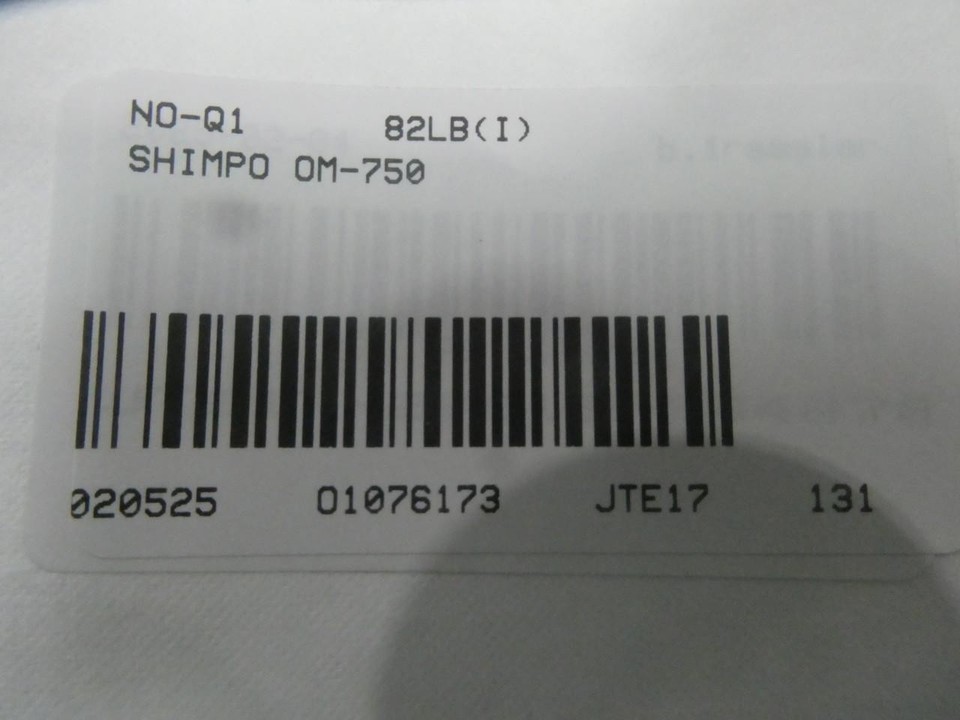 NO-Q1 82LB(I)
SHIMPO OM-750
020525 01076173 JTE17 131